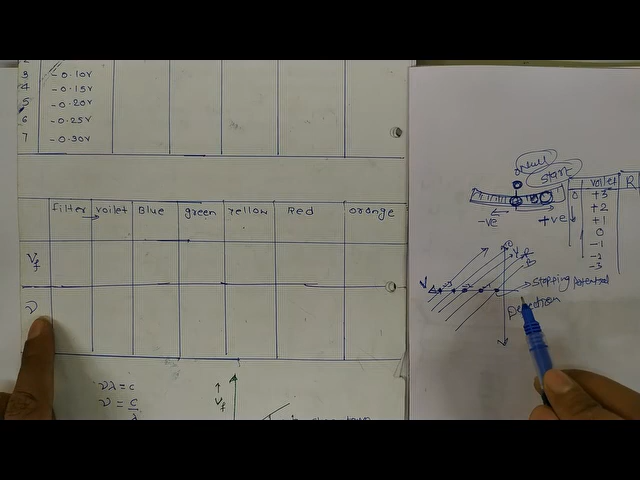 3 -0.10V
4 -0.15V
5 -0.20V
6 -0.25V
7 -0.30V
filter voilet Blue green yellow Red orange
Vf
ν
νλ=c
ν = c/λ
Vf
Null
start
-ve +ve
voilet R
0 +3
+2
+1
0
-1
-2
-3
V
stopping potential